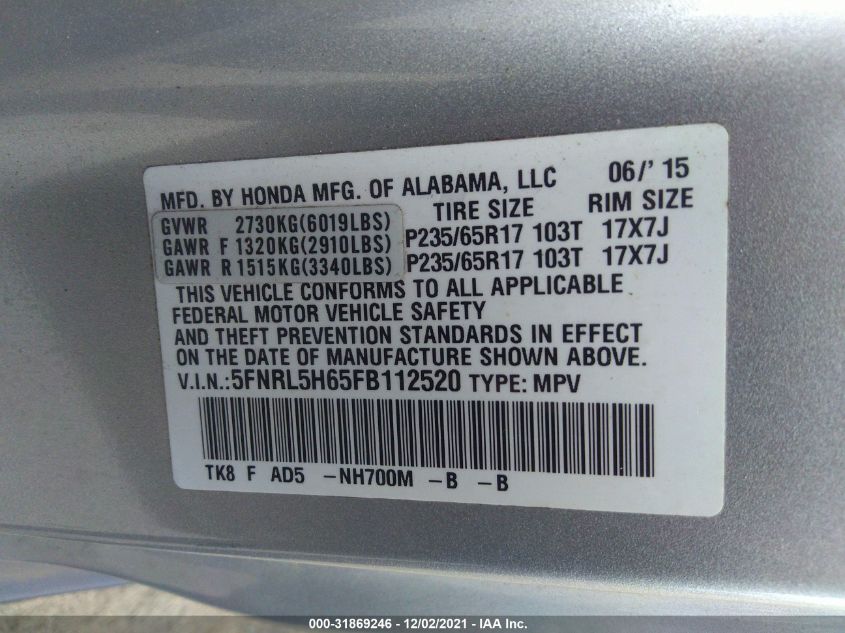 MFD. BY HONDA MFG. OF ALABAMA, LLC 06/' 15
TIRE SIZE RIM SIZE
GVWR 2730KG(6019LBS)
GAWR F 1320KG(2910LBS) P235/65R17 103T 17X7J
GAWR R 1515KG(3340LBS) P235/65R17 103T 17X7J
THIS VEHICLE CONFORMS TO ALL APPLICABLE
FEDERAL MOTOR VEHICLE SAFETY
AND THEFT PREVENTION STANDARDS IN EFFECT
ON THE DATE OF MANUFACTURE SHOWN ABOVE.
V.I.N.:5FNRL5H65FB112520 TYPE: MPV
TK8 F AD5 -NH700M -B -B
000-31869246 - 12/02/2021 - IAA Inc.